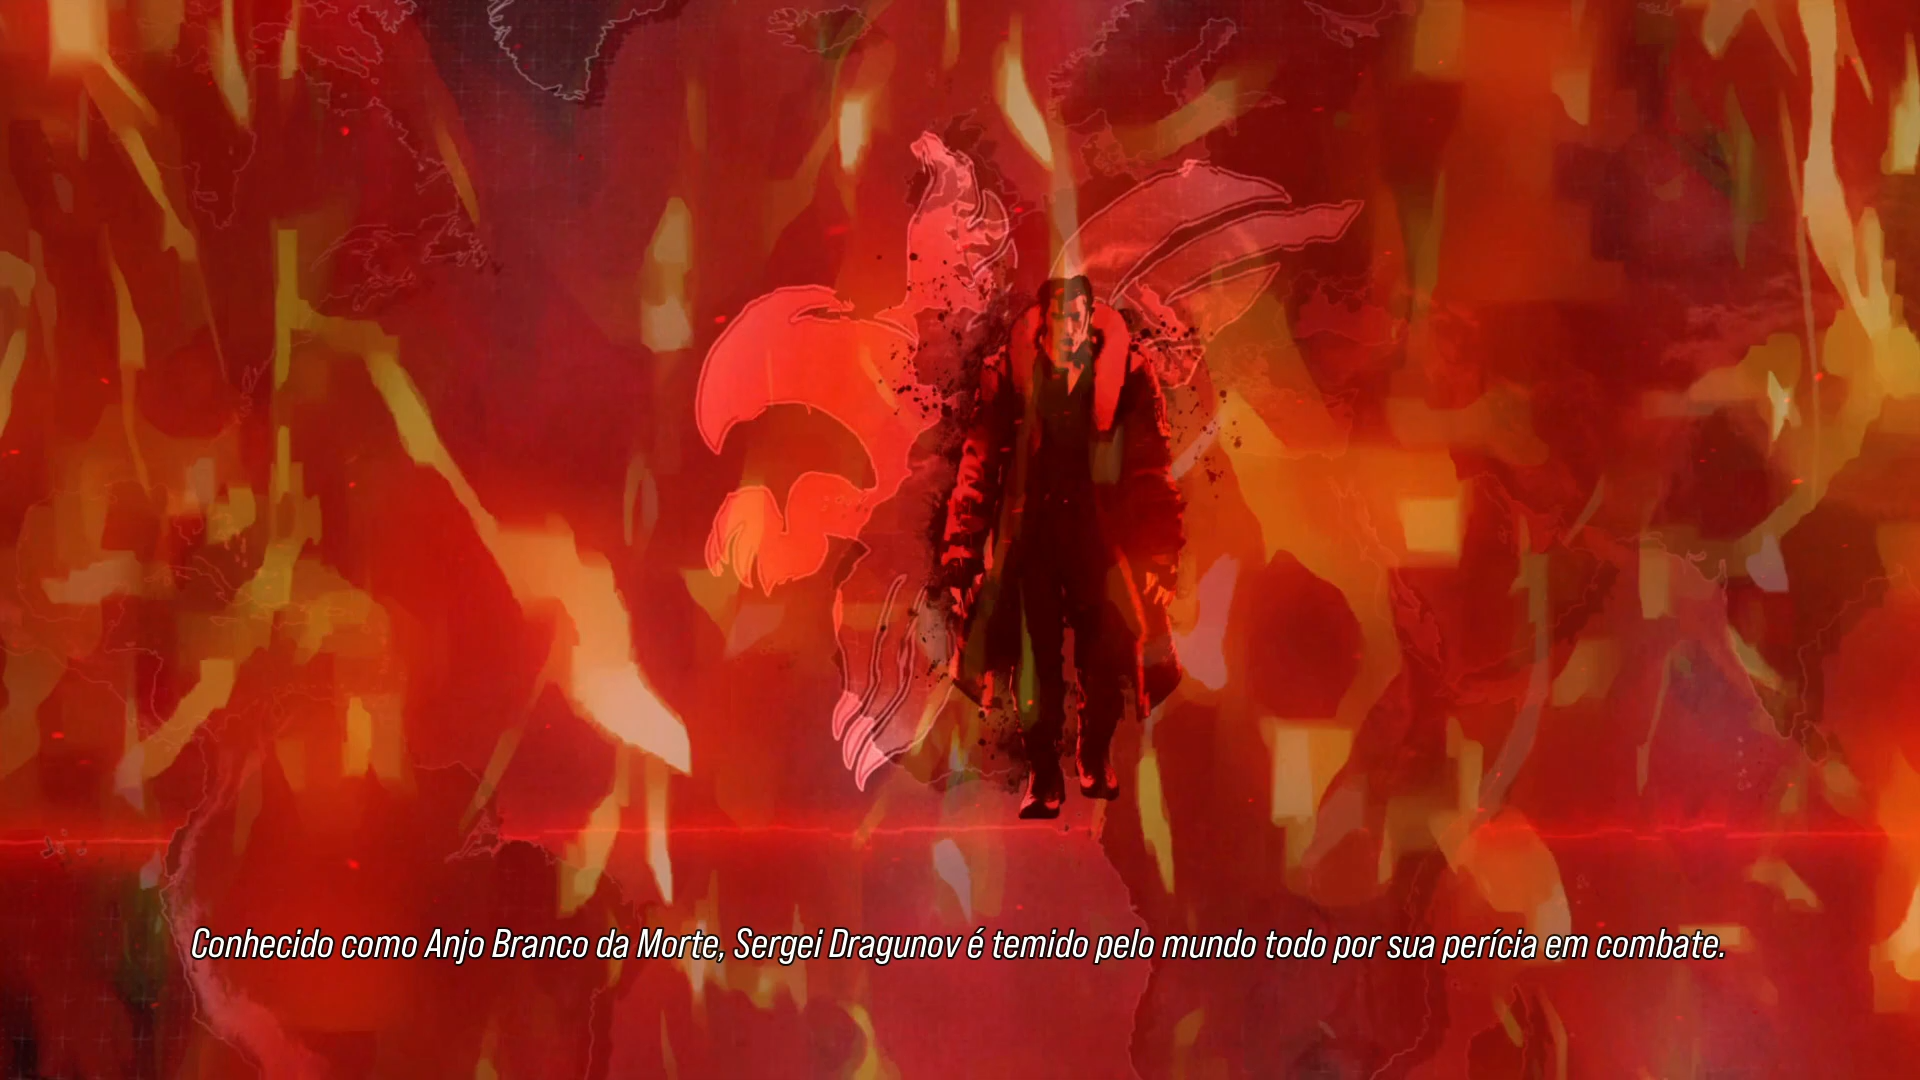 Conhecido como Anjo Branco da Morte, Sergei Dragunov é temido pelo mundo todo por sua perícia em combate.